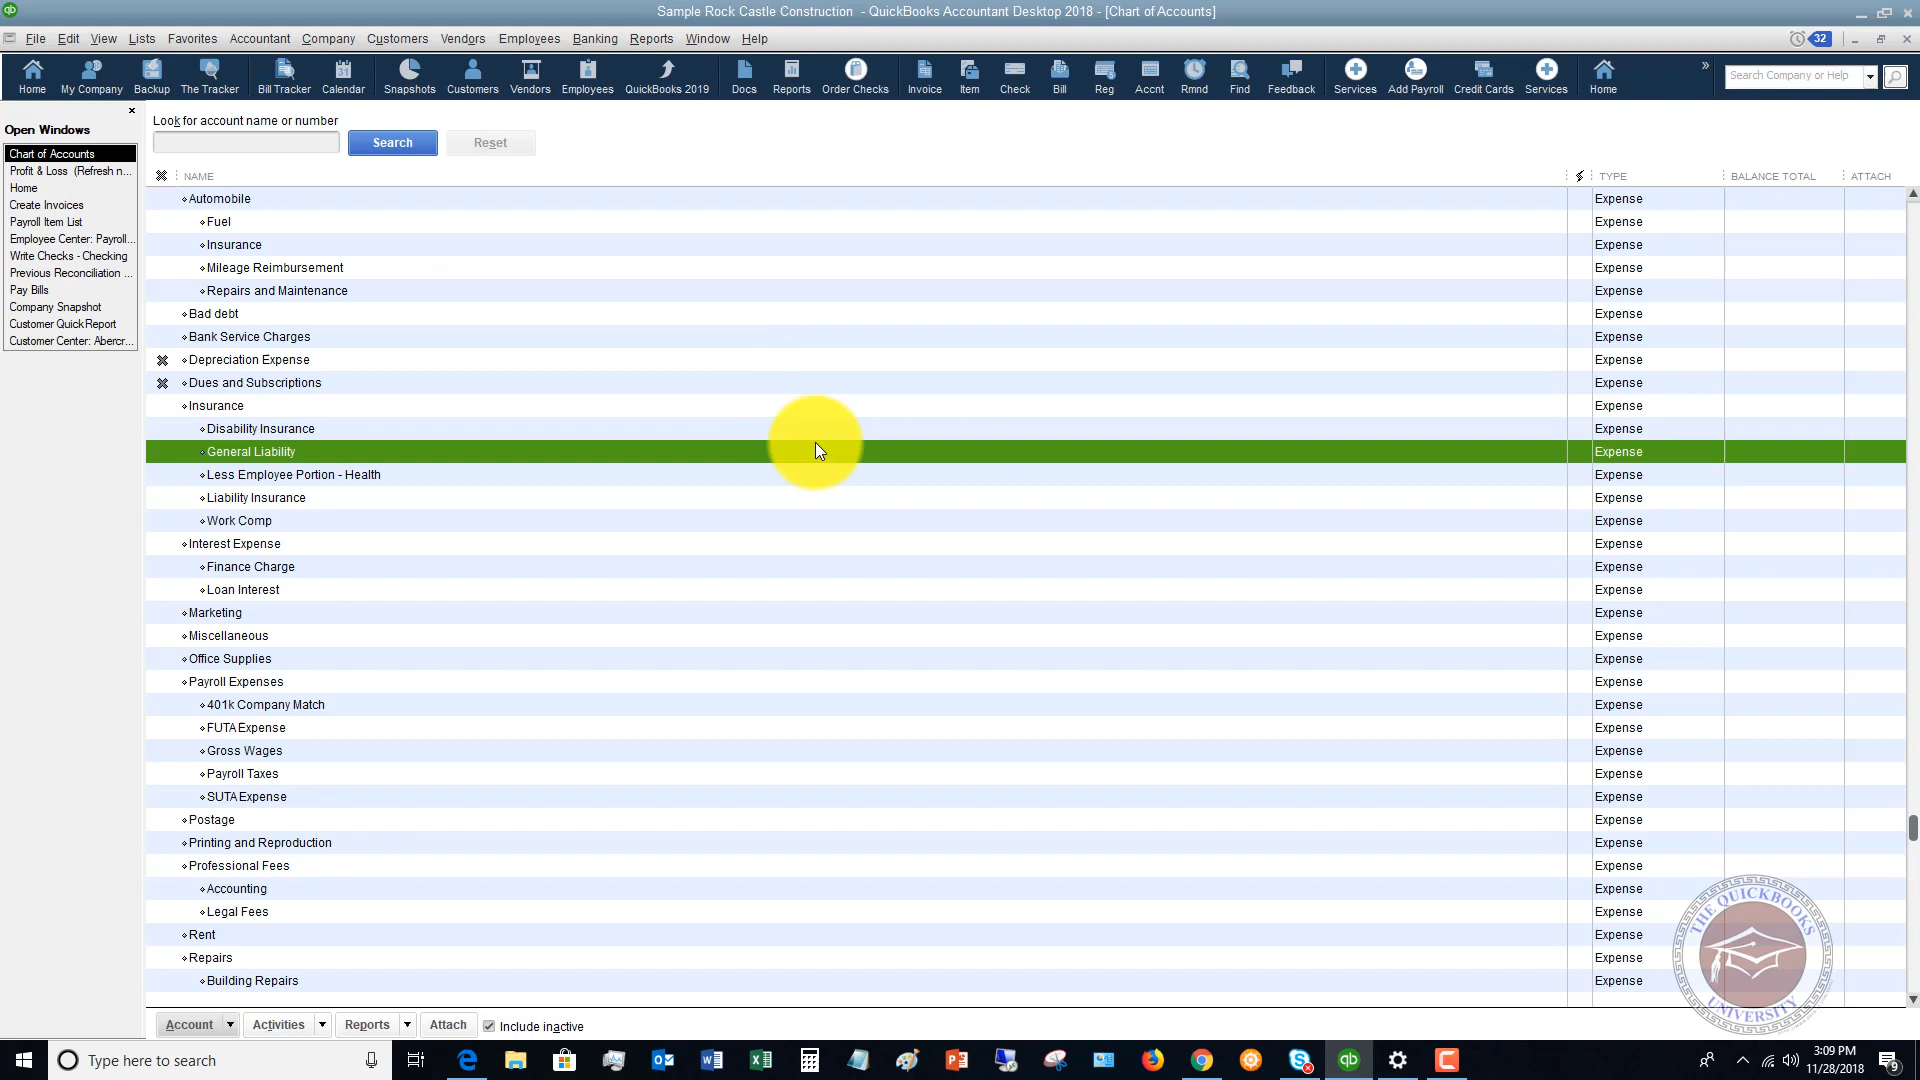 Sample Rock Castle Construction - QuickBooks Accountant Desktop 2018 - [Chart of Accounts]
File Edit View Lists Favorites Accountant Company Customers Vendors Employees Banking Reports Window Help
32
Home My Company Backup The Tracker Bill Tracker Calendar Snapshots Customers Vendors Employees QuickBooks 2019 Docs Reports Order Checks Invoice Item Check Bill Reg Accnt Rmnd Find Feedback Services Add Payroll Credit Cards Services Home
Search Company or Help
Open Windows
Chart of Accounts
Profit & Loss (Refresh n...
Home
Create Invoices
Payroll Item List
Employee Center: Payroll...
Write Checks - Checking
Previous Reconciliation ...
Pay Bills
Company Snapshot
Customer QuickReport
Customer Center: Abercr...
Look for account name or number
Search Reset
NAME TYPE BALANCE TOTAL ATTACH
Automobile Expense
Fuel Expense
Insurance Expense
Mileage Reimbursement Expense
Repairs and Maintenance Expense
Bad debt Expense
Bank Service Charges Expense
Depreciation Expense Expense
Dues and Subscriptions Expense
Insurance Expense
Disability Insurance Expense
General Liability Expense
Less Employee Portion - Health Expense
Liability Insurance Expense
Work Comp Expense
Interest Expense Expense
Finance Charge Expense
Loan Interest Expense
Marketing Expense
Miscellaneous Expense
Office Supplies Expense
Payroll Expenses Expense
401k Company Match Expense
FUTA Expense Expense
Gross Wages Expense
Payroll Taxes Expense
SUTA Expense Expense
Postage Expense
Printing and Reproduction Expense
Professional Fees Expense
Accounting Expense
Legal Fees Expense
Rent Expense
Repairs Expense
Building Repairs Expense
THE QUICKBOOKS
UNIVERSITY
Account Activities Reports Attach Include inactive
Type here to search
3:09 PM
11/28/2018
9